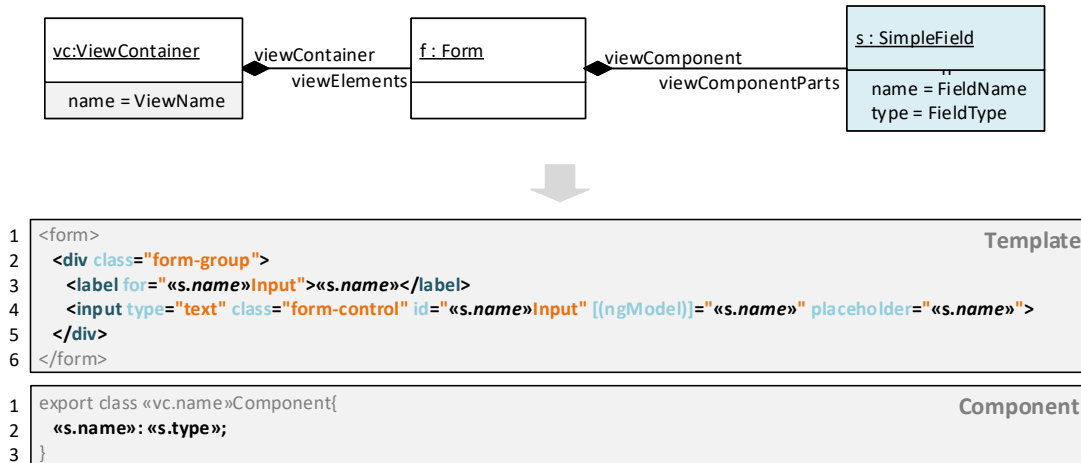 vc:ViewContainer
name = ViewName
viewContainer
viewElements
f : Form
viewComponent
viewComponentParts
s : SimpleField
name = FieldName
type = FieldType
Template
1 <form>
2 <div class="form-group">
3 <label for="«s.name»Input">«s.name»</label>
4 <input type="text" class="form-control" id="«s.name»Input" [(ngModel)]="«s.name»" placeholder="«s.name»">
5 </div>
6 </form>
Component
1 export class «vc.name»Component{
2 «s.name»: «s.type»;
3 }